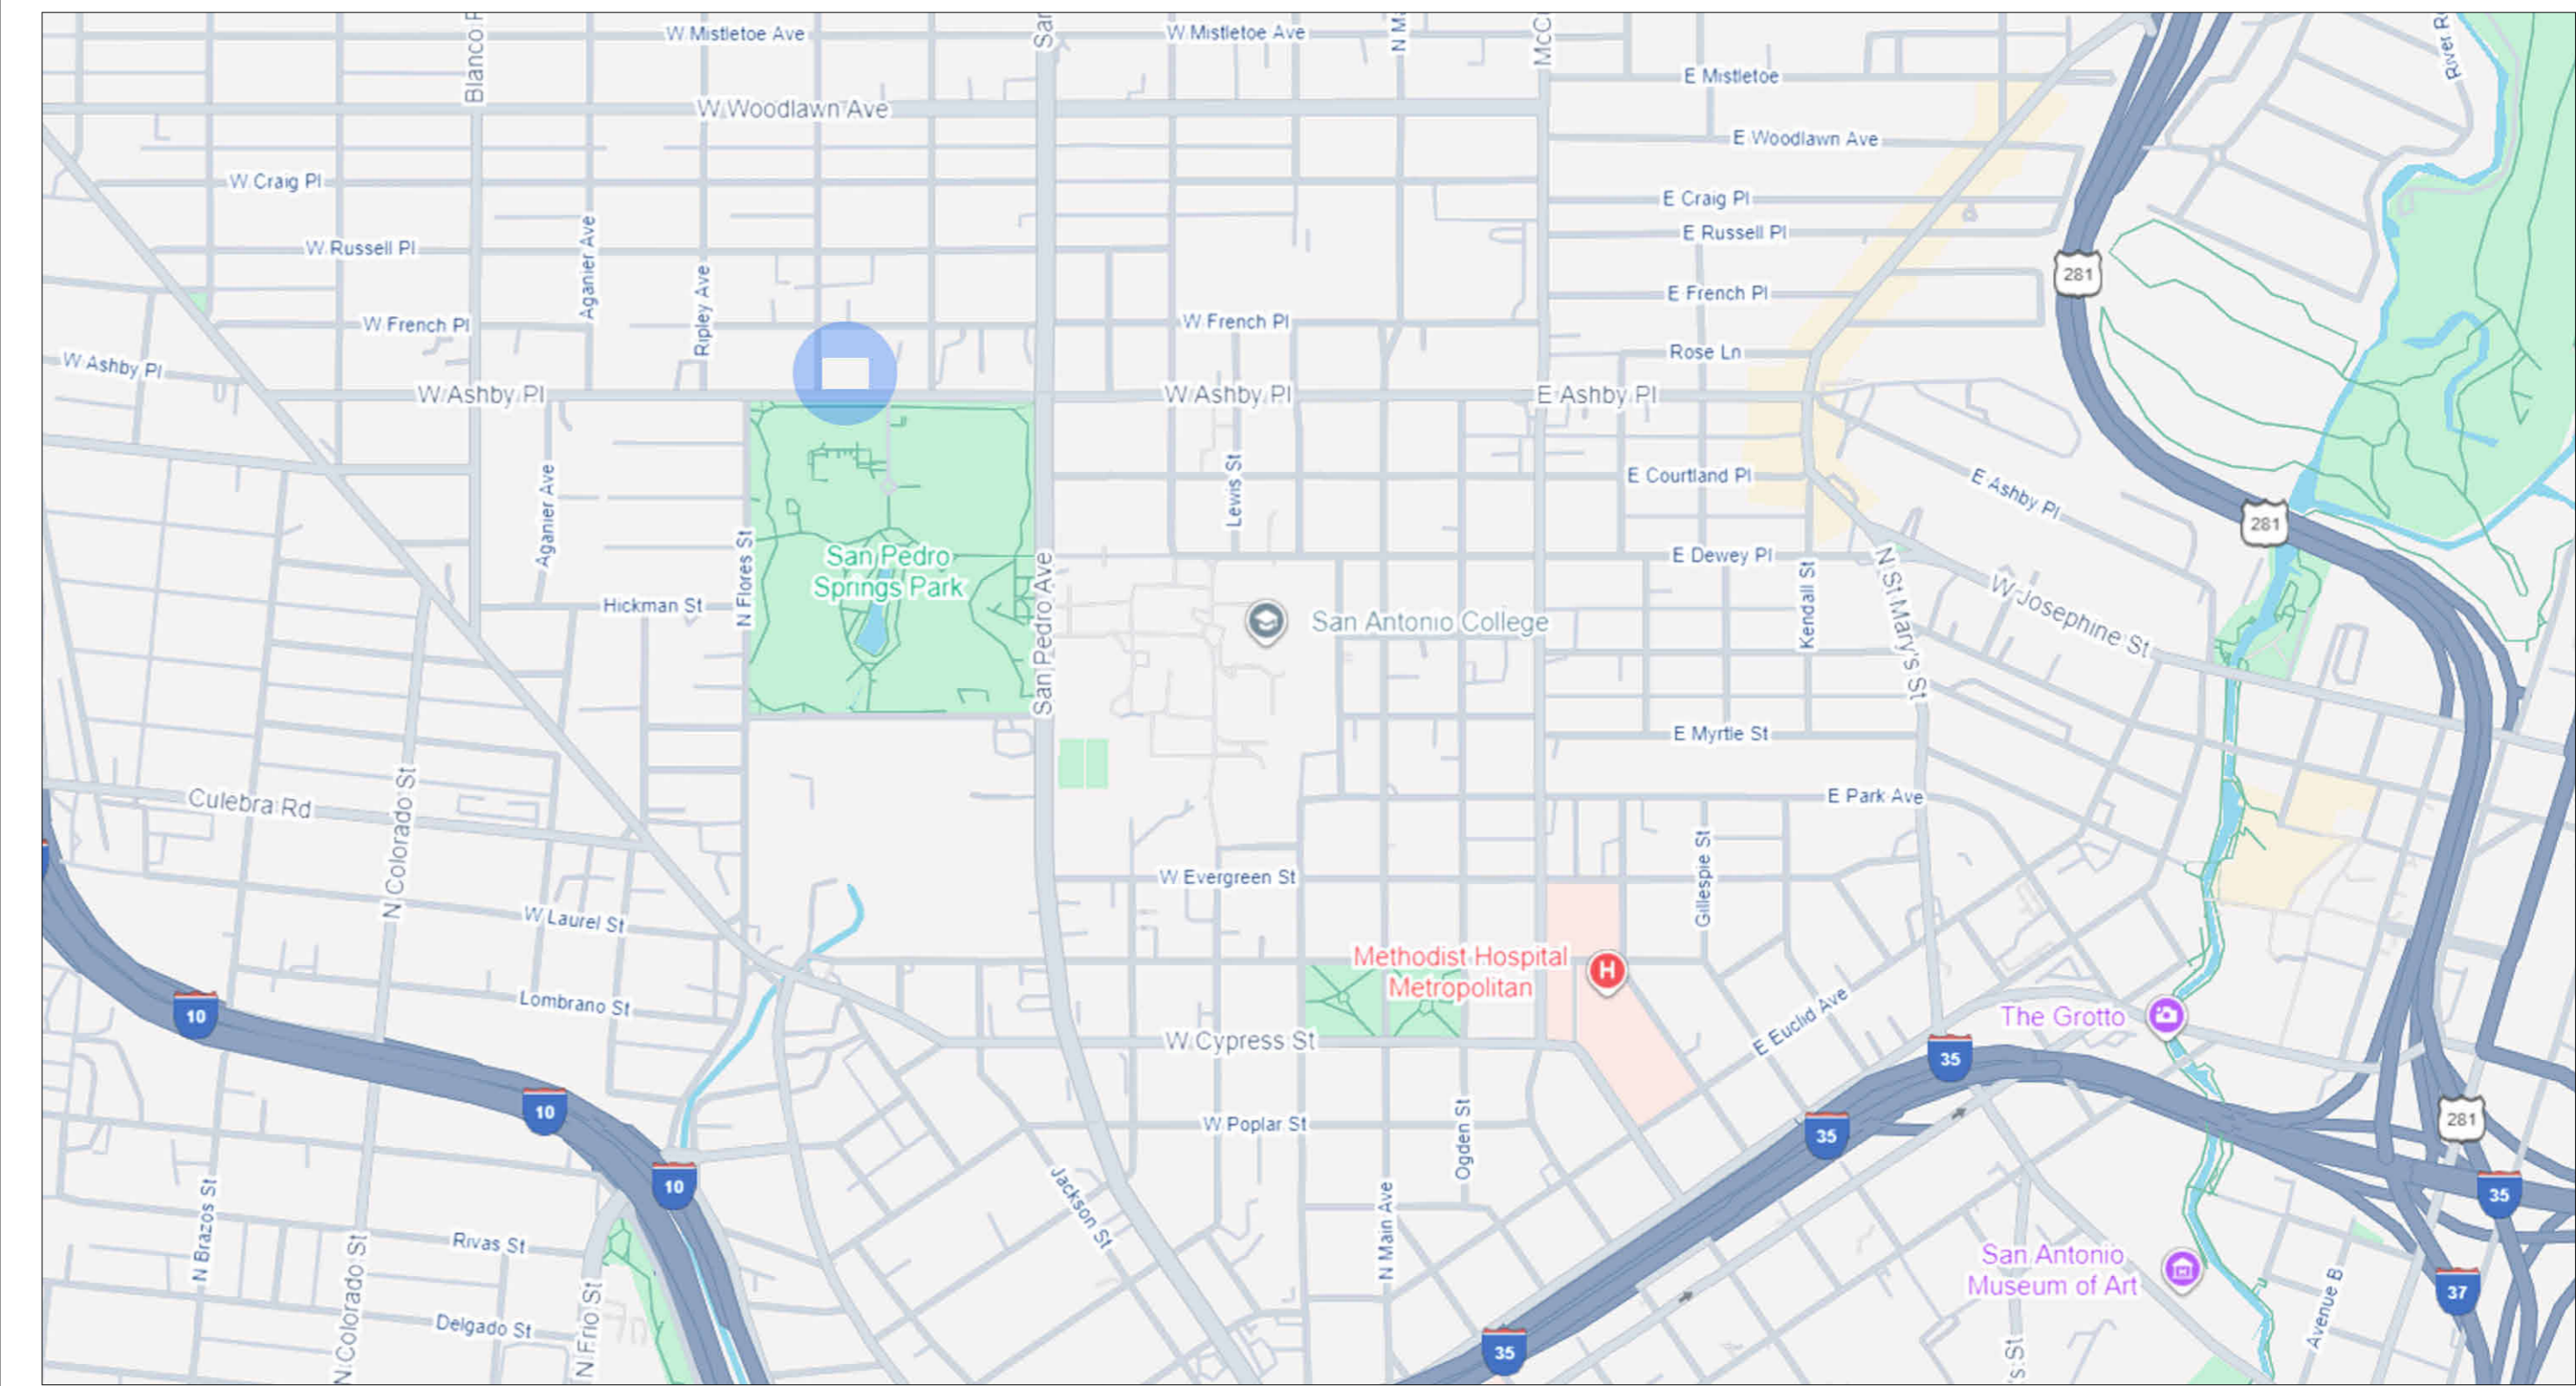 W Mistletoe Ave
W Mistletoe Ave
E Mistletoe
W Woodlawn Ave
E Woodlawn Ave
W Craig Pl
E Craig Pl
W Russell Pl
E Russell Pl
Aganier Ave
Ripley Ave
281
E French Pl
W French Pl
W French Pl
Rose Ln
W Ashby Pl
W Ashby Pl
W Ashby Pl
E Ashby Pl
E Courtland Pl
Lewis St
E Ashby Pl
Aganier Ave
281
N Flores St
San Pedro
Springs Park
San Pedro Ave
E Dewey Pl
Kendall St
N St Mary's St
W Josephine St
Hickman St
San Antonio College
E Myrtle St
Culebra Rd
N Colorado St
E Park Ave
Gillespie St
W Evergreen St
W Laurel St
Methodist Hospital
Metropolitan
H
Lombrano St
10
W Cypress St
E Euclid Ave
The Grotto
35
10
W Poplar St
Ogden St
35
281
10
35
Jackson St
N Brazos St
N Main Ave
Rivas St
N Colorado St
N Frio St
San Antonio
Museum of Art
37
Avenue B
Delgado St
35